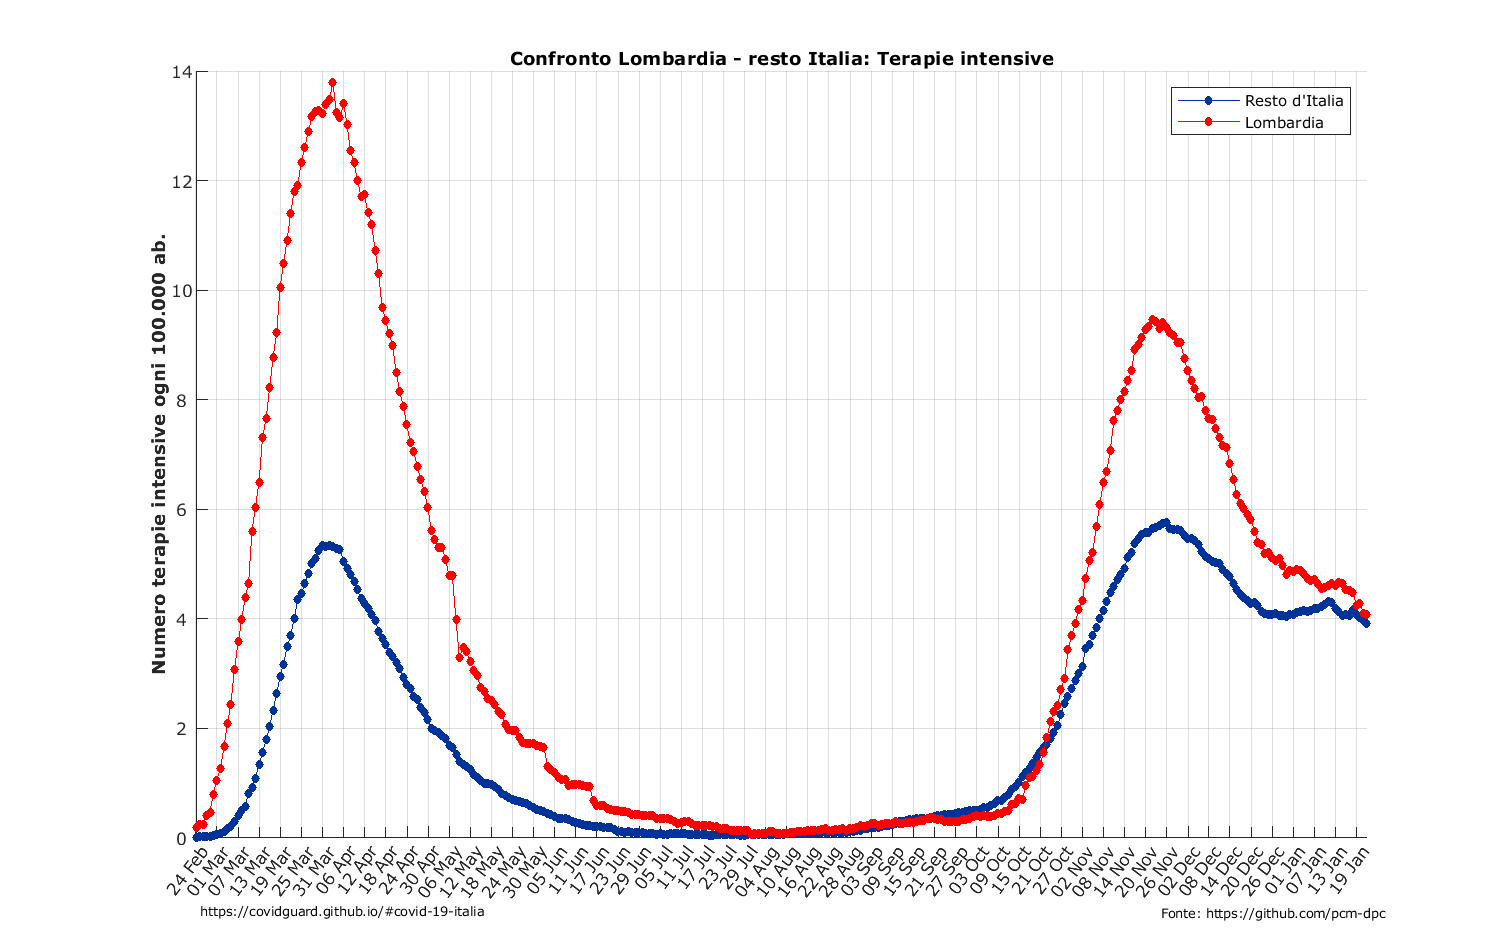 Confronto Lombardia - resto Italia: Terapie intensive
Numero terapie intensive ogni 100.000 ab.
14
12
10
8
6
4
2
0
Resto d'Italia
Lombardia
24 Feb
01 Mar
07 Mar
13 Mar
19 Mar
25 Mar
31 Mar
06 Apr
12 Apr
18 Apr
24 Apr
30 Apr
06 May
12 May
18 May
24 May
30 May
05 Jun
11 Jun
17 Jun
23 Jun
29 Jun
05 Jul
11 Jul
17 Jul
23 Jul
29 Jul
04 Aug
10 Aug
16 Aug
22 Aug
28 Aug
03 Sep
09 Sep
15 Sep
21 Sep
27 Sep
03 Oct
09 Oct
15 Oct
21 Oct
27 Oct
02 Nov
08 Nov
14 Nov
20 Nov
26 Nov
02 Dec
08 Dec
14 Dec
20 Dec
26 Dec
01 Jan
07 Jan
13 Jan
19 Jan
https://covidguard.github.io/#covid-19-italia
Fonte: https://github.com/pcm-dpc